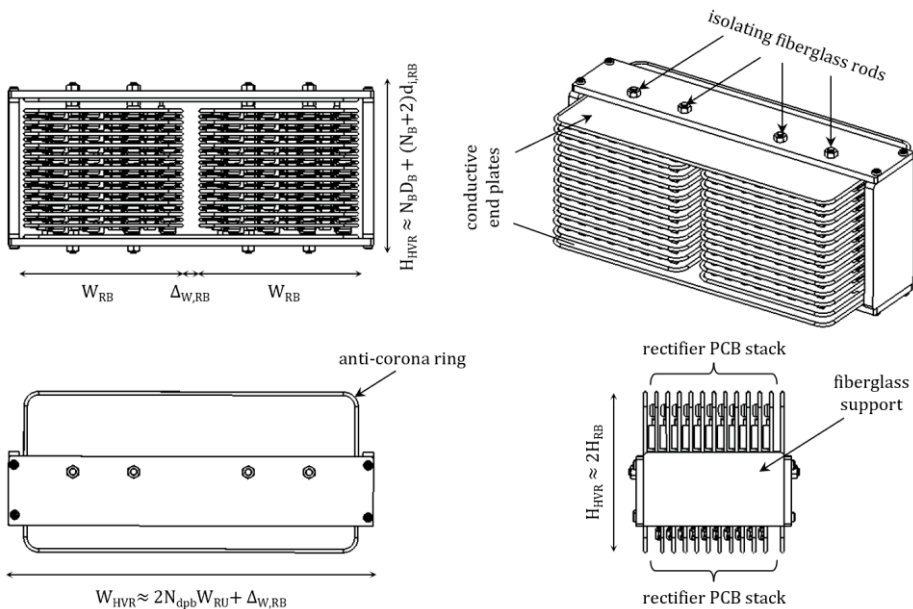 isolating fiberglass rods
H_HVR ≈ N_B D_B + (N_B+2)d_i,RB
conductive
end plates
W_RB
Δ_W,RB
W_RB
anti-corona ring
rectifier PCB stack
fiberglass
support
H_HVR ≈ 2H_RB
W_HVR ≈ 2N_dpb W_RU + Δ_W,RB
rectifier PCB stack